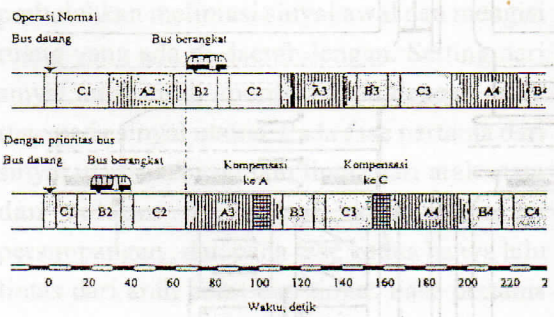 Operasi Normal
Bus datang Bus berangkat
C1 A2 B2 C2 A3 B3 C3 A4 B4
Dengan prioritas bus
Bus datang Bus berangkat Kompensasi ke A Kompensasi ke C
C1 B2 C2 A3 B3 C3 A4 B4 C4
0 20 40 60 80 100 120 140 160 180 200 220 2
Waktu, detik